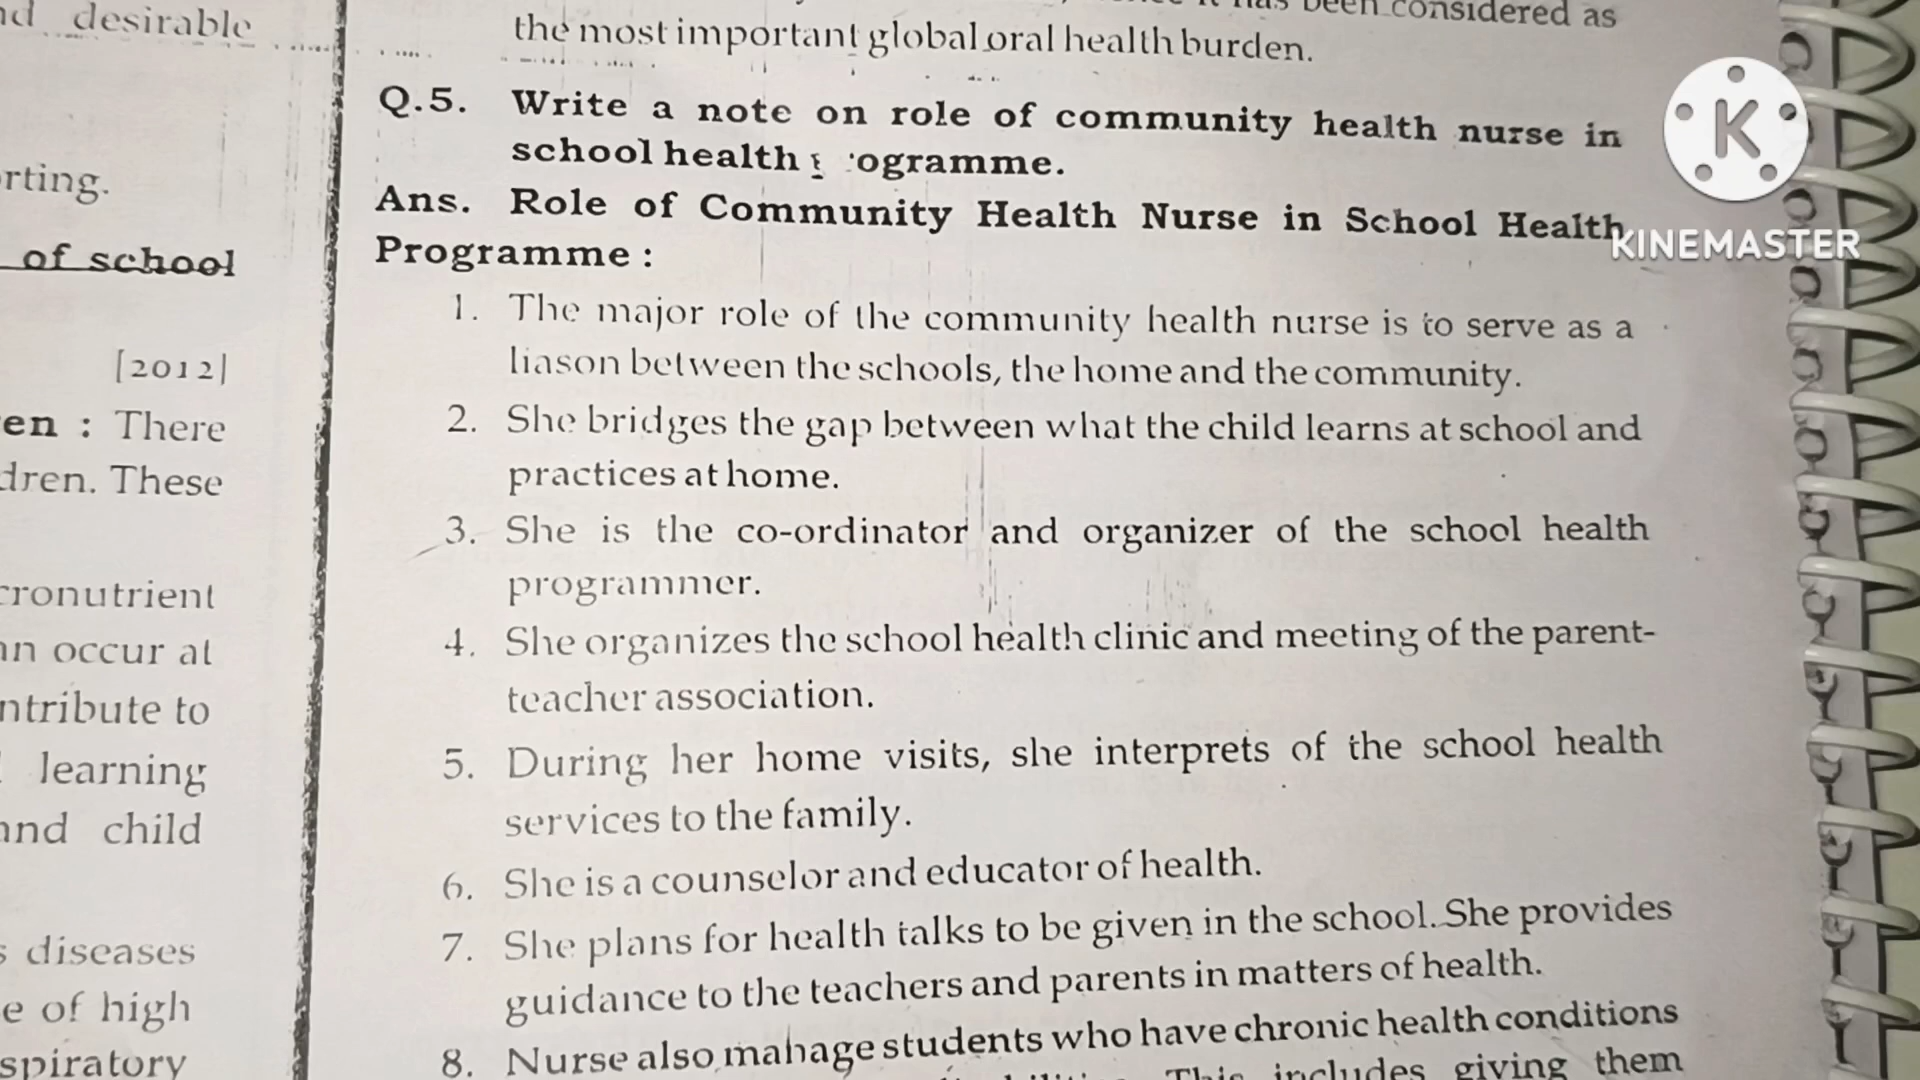 nd desirable
rting.
of school
[2012]
en : There
dren. These
cronutrient
an occur at
ntribute to
learning
and child
s diseases
e of high
spiratory
been considered as
the most important global oral health burden.
Q.5. Write a note on role of community health nurse in
school health ogramme.
Ans. Role of Community Health Nurse in School Health
Programme :
1. The major role of the community health nurse is to serve as a
liason between the schools, the home and the community.
2. She bridges the gap between what the child learns at school and
practices at home.
3. She is the co-ordinator and organizer of the school health
programmer.
4. She organizes the school health clinic and meeting of the parent-
teacher association.
5. During her home visits, she interprets of the school health
services to the family.
6. She is a counselor and educator of health.
7. She plans for health talks to be given in the school. She provides
guidance to the teachers and parents in matters of health.
8. Nurse also manage students who have chronic health conditions
This includes giving them
K
KINEMASTER